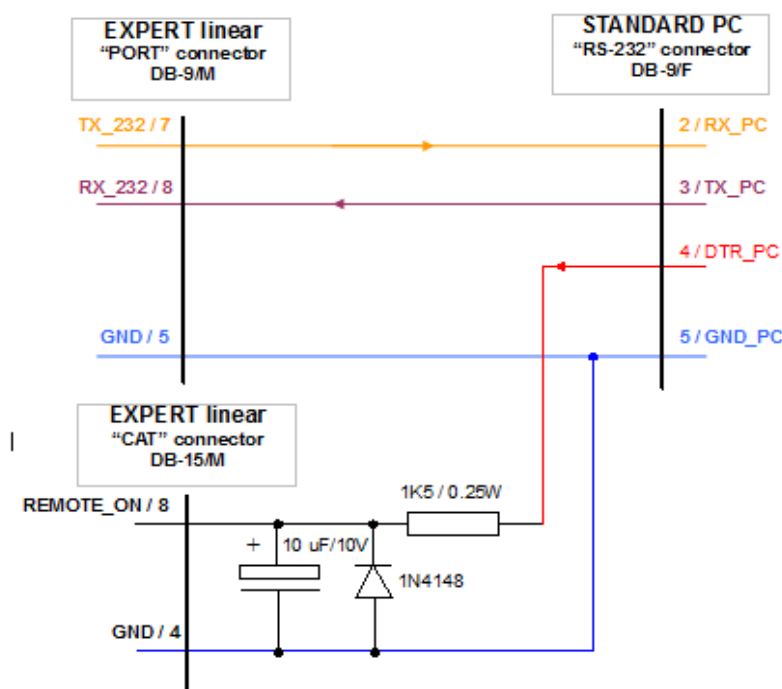 EXPERT linear
“PORT” connector
DB-9/M
STANDARD PC
“RS-232” connector
DB-9/F
TX_232 / 7
2 / RX_PC
RX_232 / 8
3 / TX_PC
4 / DTR_PC
GND / 5
5 / GND_PC
EXPERT linear
“CAT” connector
DB-15/M
1K5 / 0.25W
REMOTE_ON / 8
+ 10 uF/10V
1N4148
GND / 4